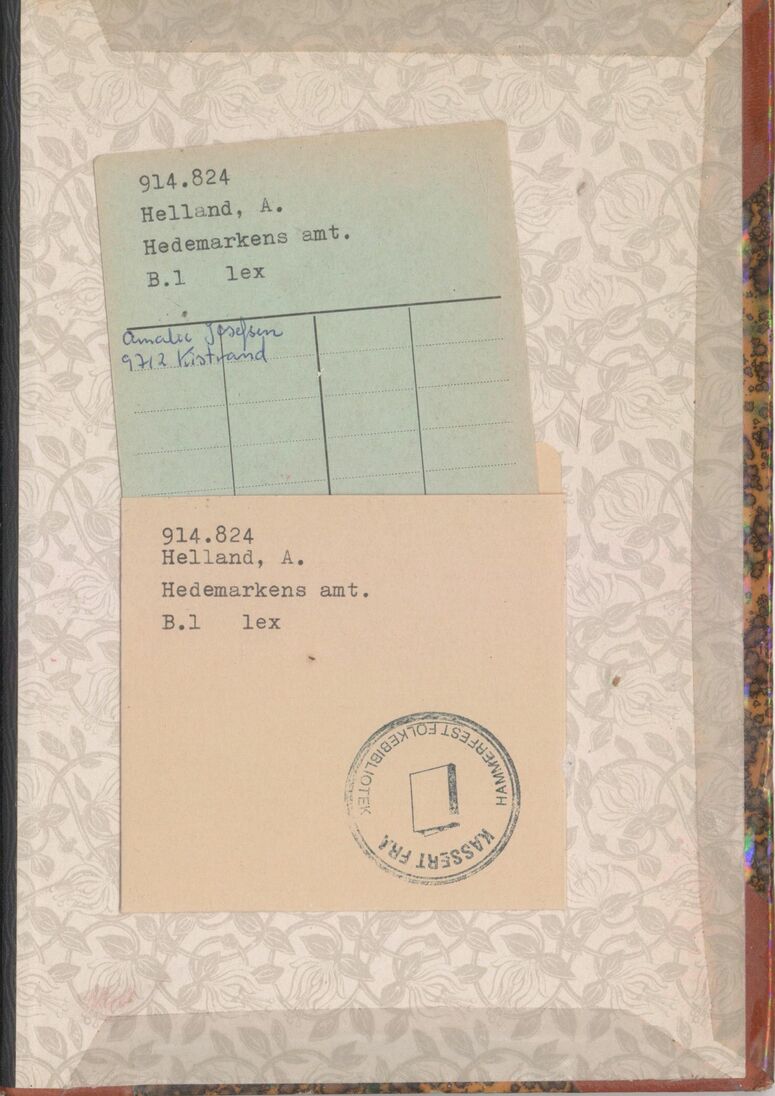 914.824
Helland, A.
Hedemarkens amt.
B.1 lex
Amalie Josefsen
9712 Kistrand
914.824
Helland, A.
Hedemarkens amt.
B.1 lex
KASSERT FRA
HAMMERFEST FOLKEBIBLIOTEK